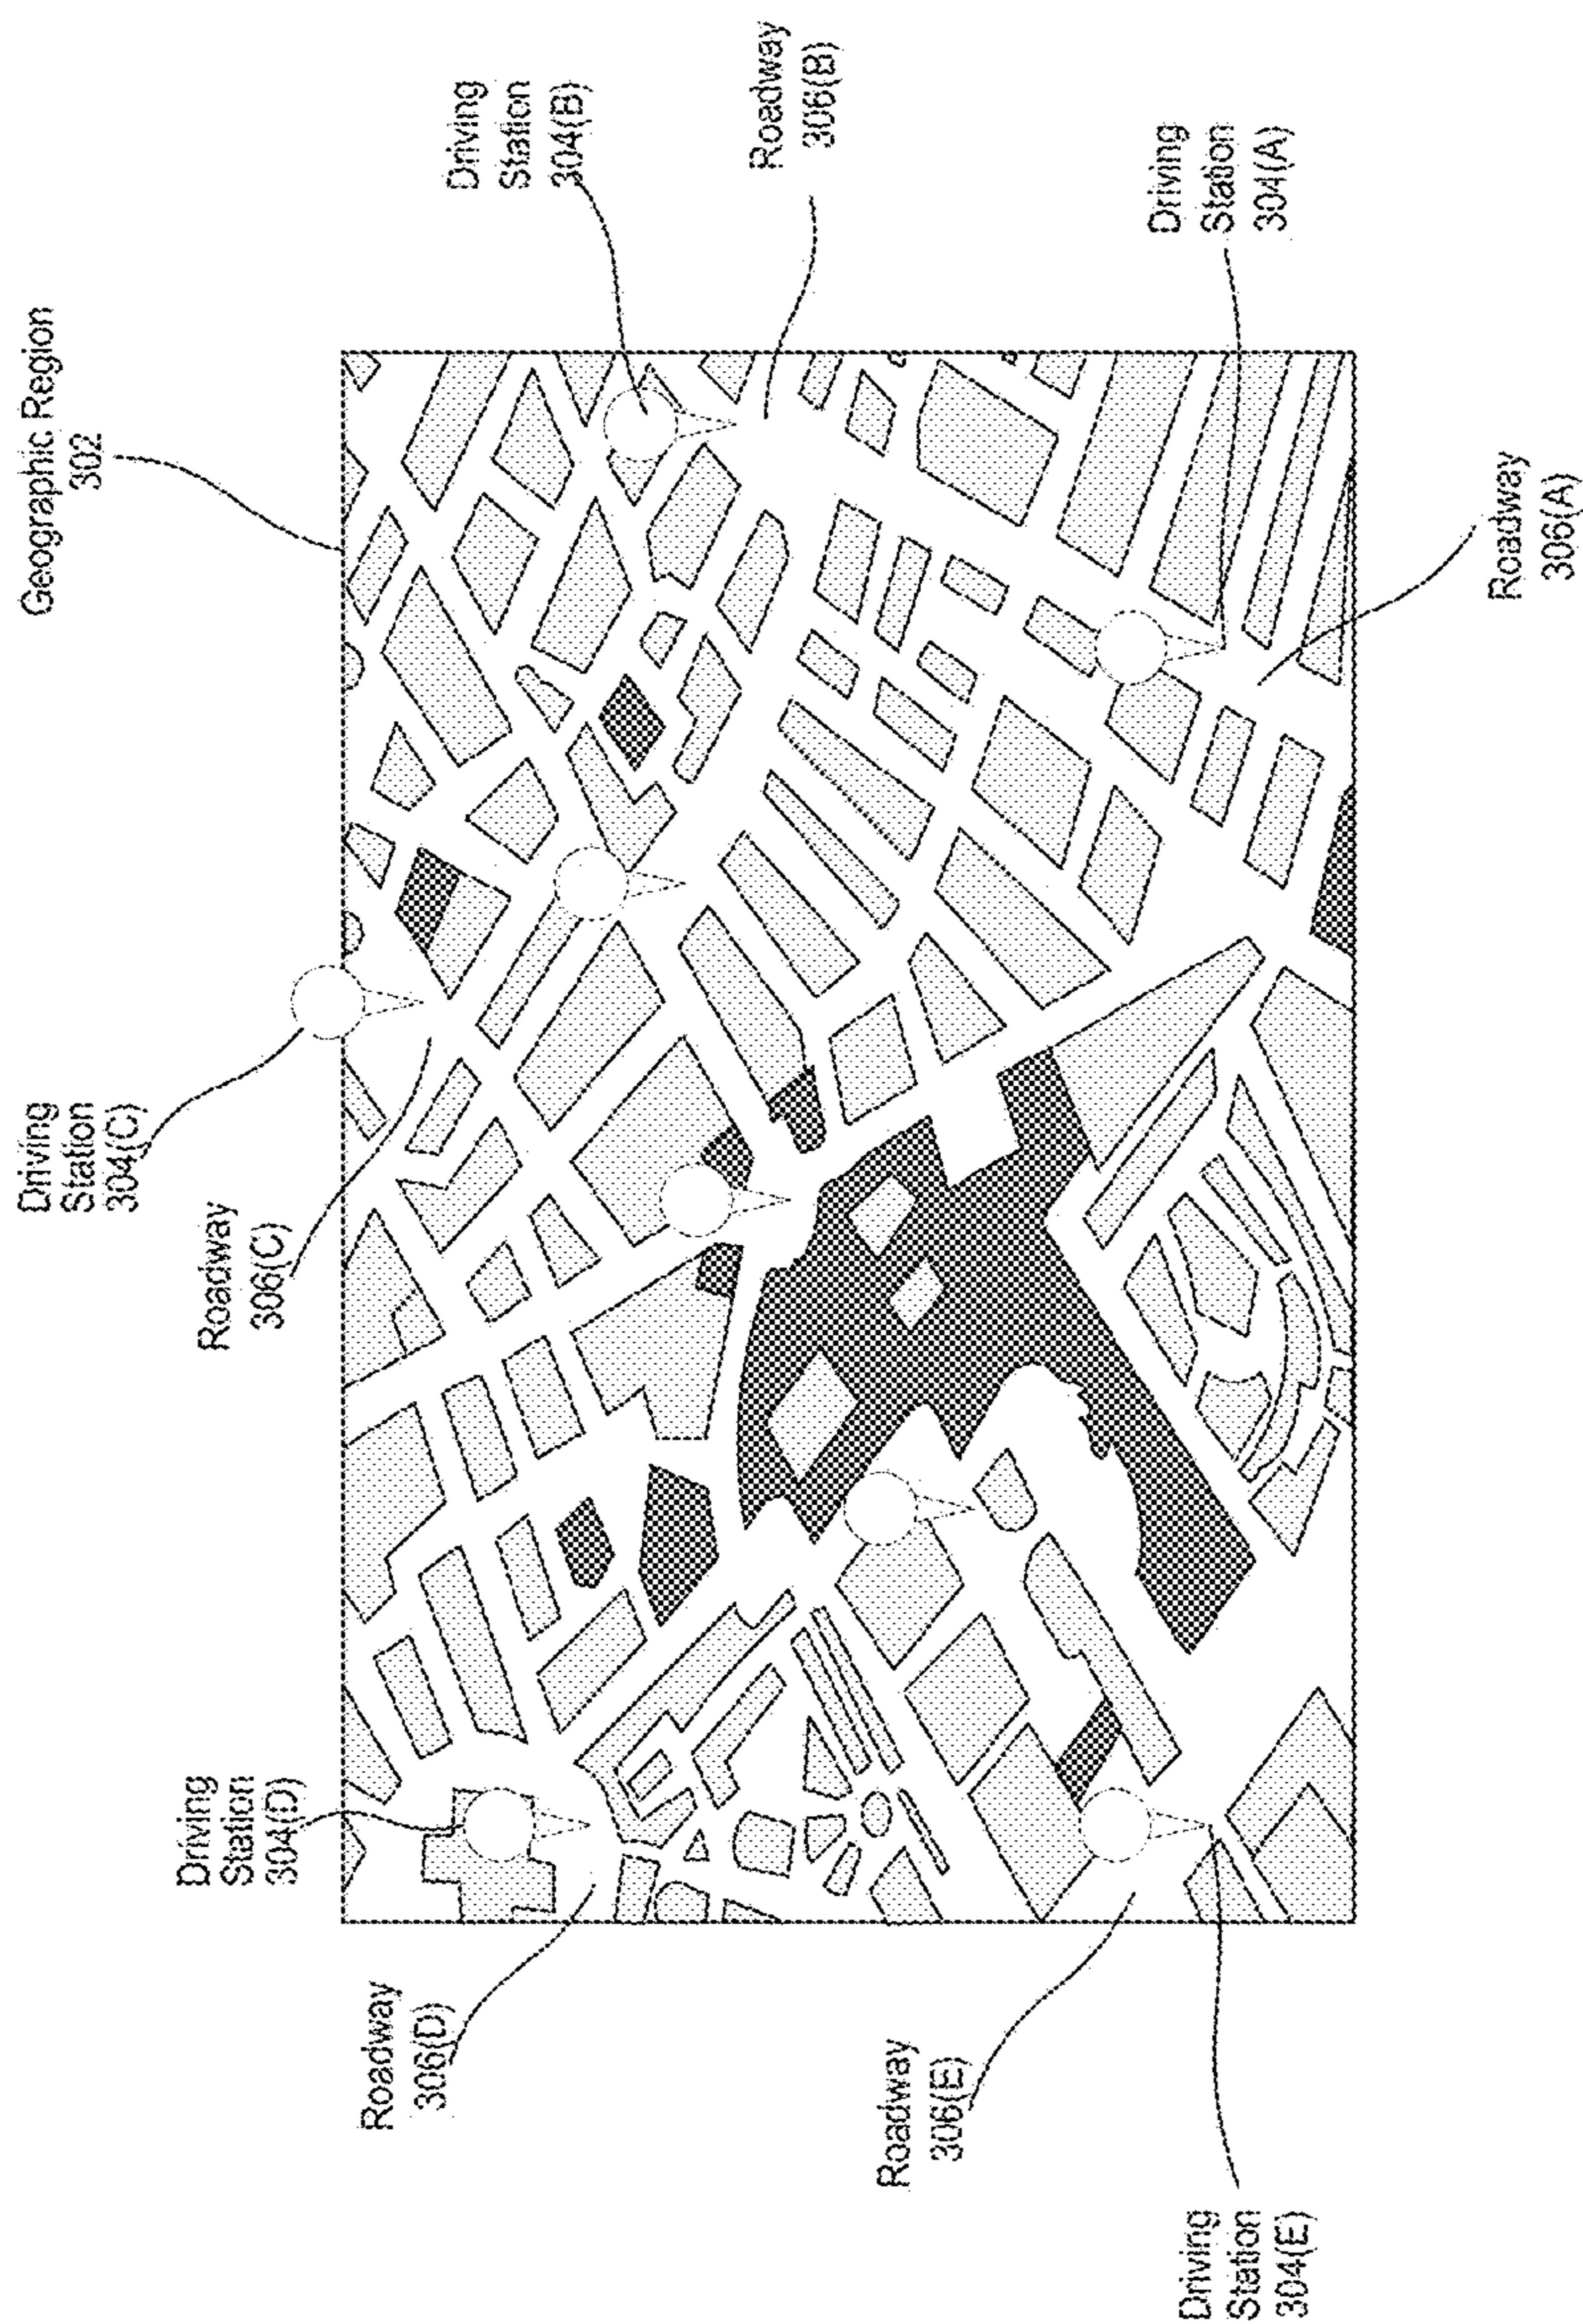 Geographic Region
302
Driving
Station
304(C)
Roadway
306(C)
Driving
Station
304(D)
Roadway
306(D)
Driving
Station
304(B)
Roadway
306(B)
Driving
Station
304(A)
Roadway
306(A)
Roadway
306(E)
Driving
Station
304(E)